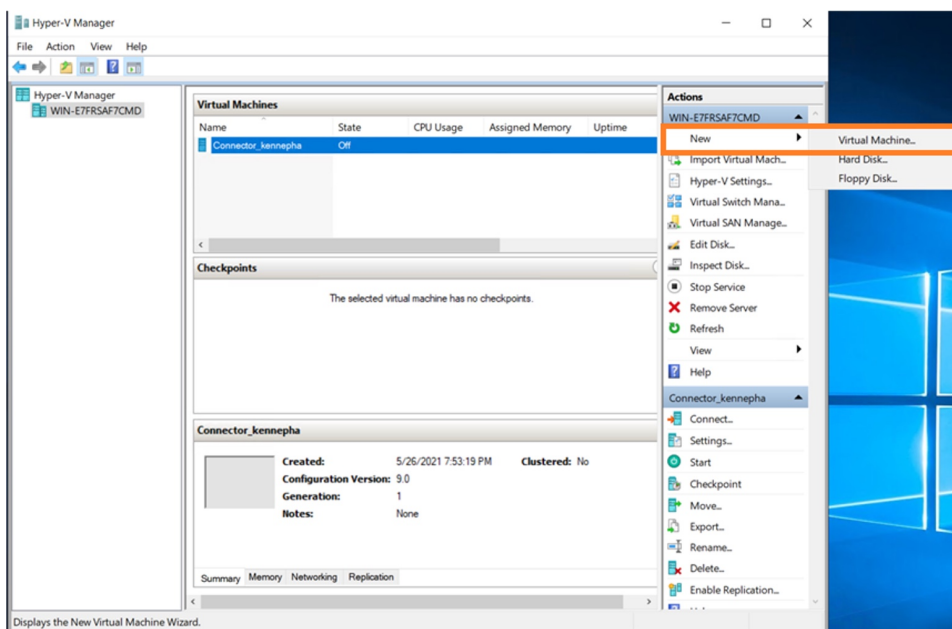 Hyper-V Manager
File Action View Help
Hyper-V Manager
WIN-E7FRSAF7CMD
Virtual Machines
Name State CPU Usage Assigned Memory Uptime
Connector_kennepha Off
Checkpoints
The selected virtual machine has no checkpoints.
Connector_kennepha
Created: 5/26/2021 7:53:19 PM Clustered: No
Configuration Version: 9.0
Generation: 1
Notes: None
Summary Memory Networking Replication
Actions
WIN-E7FRSAF7CMD
New
Import Virtual Mach...
Hyper-V Settings...
Virtual Switch Mana...
Virtual SAN Manage...
Edit Disk...
Inspect Disk...
Stop Service
Remove Server
Refresh
View
Help
Connector_kennepha
Connect...
Settings...
Start
Checkpoint
Move...
Export...
Rename...
Delete...
Enable Replication...
Virtual Machine...
Hard Disk...
Floppy Disk...
Displays the New Virtual Machine Wizard.